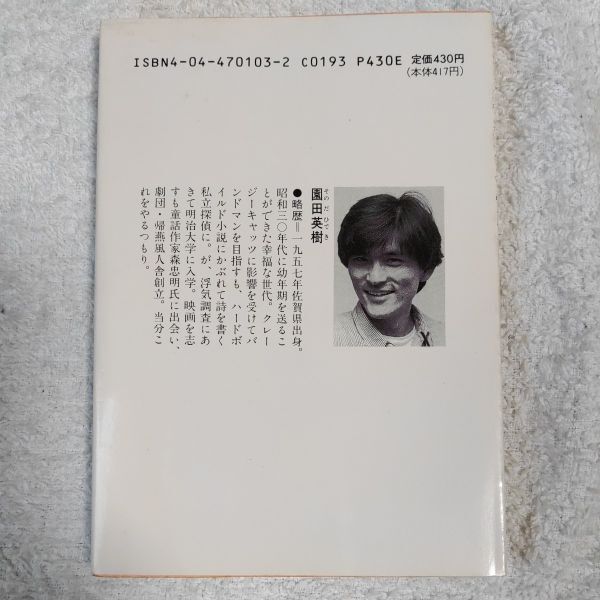 ISBN4-04-470103-2 C0193 P430E 定価430円
(本体417円)
そのだひでき
園田英樹
●略歴=一九五七年佐賀県出身。
昭和三〇年代に幼年期を送るこ
とができた幸福な世代。クレー
ジーキャッツに影響を受けてバ
ンドマンを目指すも、ハードボ
イルド小説にかぶれて詩を書く
私立探偵に。が、浮気調査にあ
きて明治大学に入学。映画を志
すも童話作家森忠明氏に出会い、
劇団・帰燕風人舎創立。当分こ
れをやるつもり。